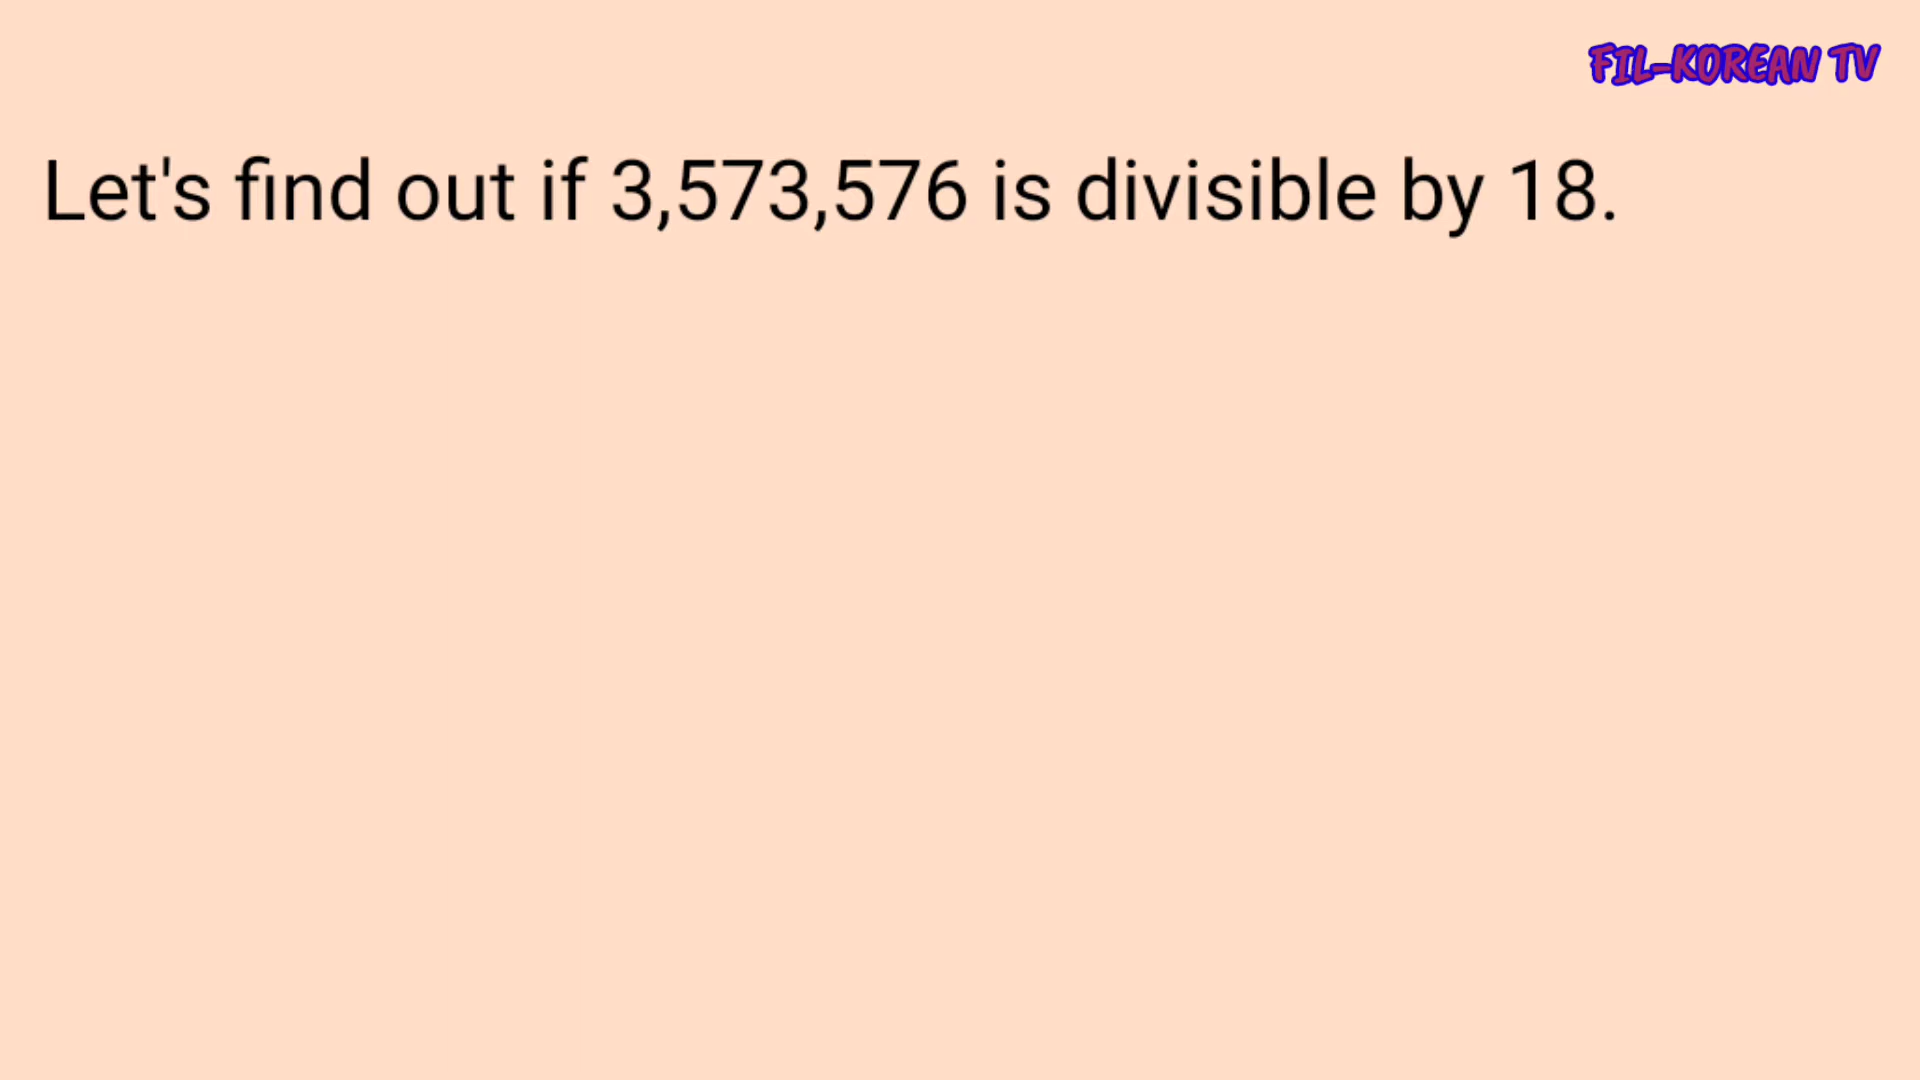 FIL-KOREAN TV
Let's find out if 3,573,576 is divisible by 18.